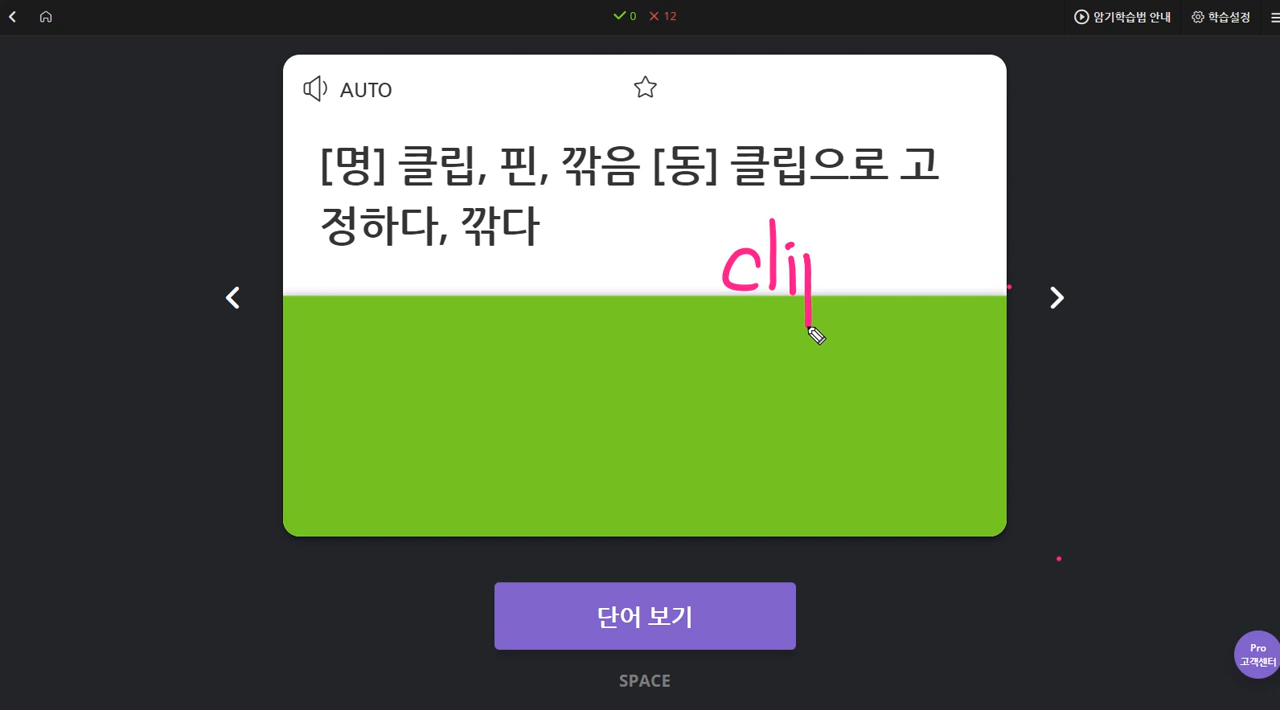 0 12
암기학습법 안내 학습설정
AUTO
[명] 클립, 핀, 깎음 [동] 클립으로 고
정하다, 깎다
cli
단어 보기
SPACE
Pro
고객센터